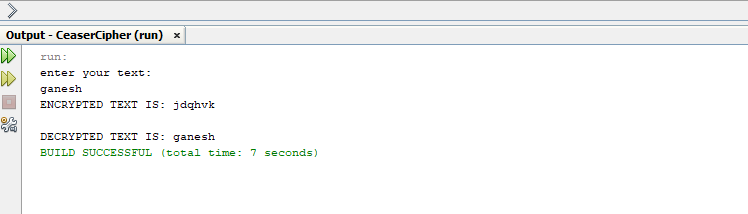 Output - CeaserCipher (run)
run:
enter your text:
ganesh
ENCRYPTED TEXT IS: jdqhvk
DECRYPTED TEXT IS: ganesh
BUILD SUCCESSFUL (total time: 7 seconds)